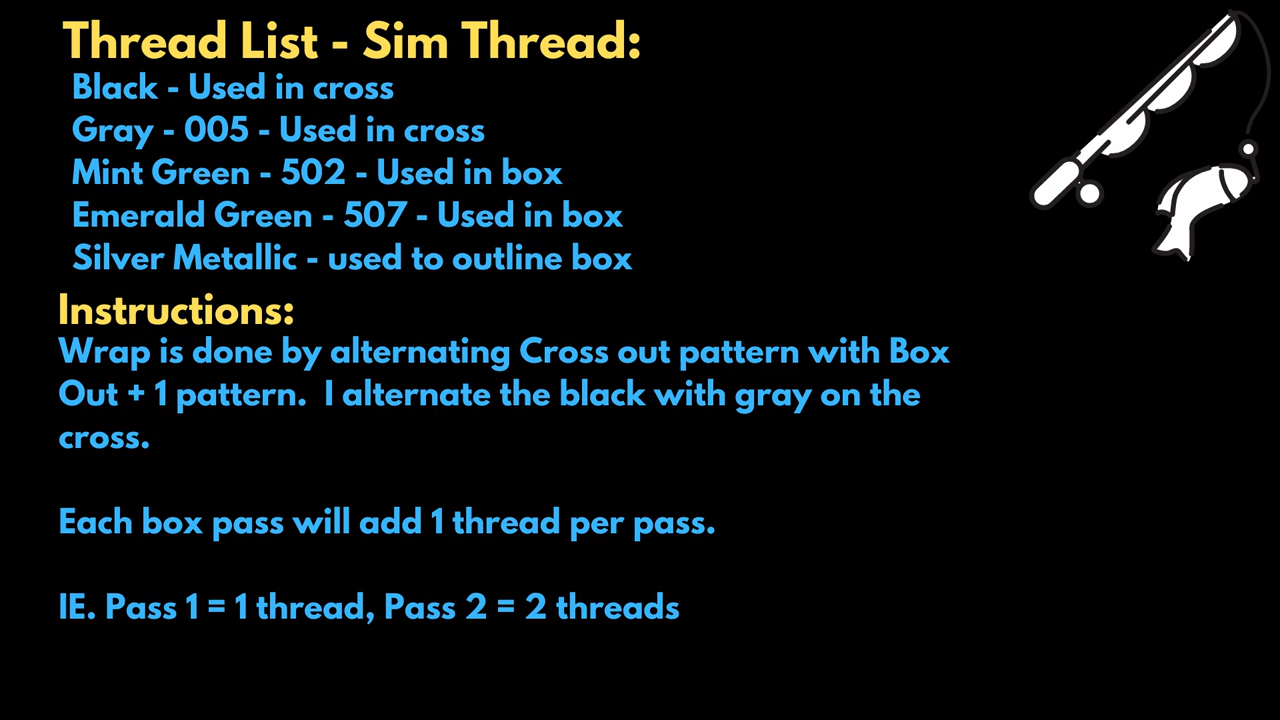 Thread List - Sim Thread:
Black - Used in cross
Gray - 005 - Used in cross
Mint Green - 502 - Used in box
Emerald Green - 507 - Used in box
Silver Metallic - used to outline box
Instructions:
Wrap is done by alternating Cross out pattern with Box
Out + 1 pattern.  I alternate the black with gray on the
cross.
Each box pass will add 1 thread per pass.
IE. Pass 1 = 1 thread, Pass 2 = 2 threads